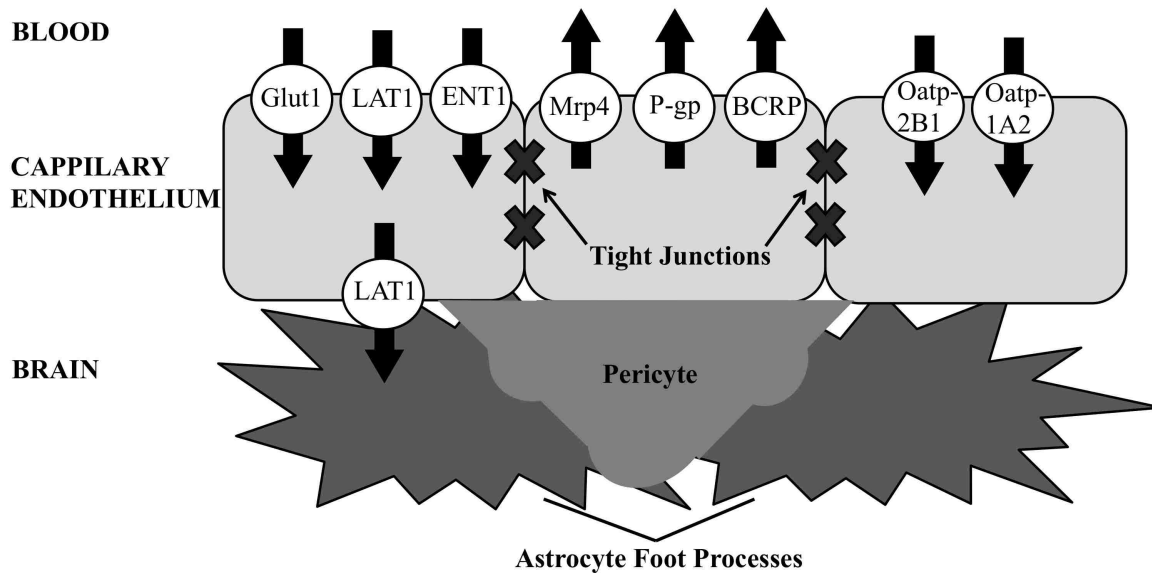 BLOOD
Glut1
LAT1
ENT1
Mrp4
P-gp
BCRP
Oatp-
2B1
Oatp-
1A2
CAPPILARY
ENDOTHELIUM
Tight Junctions
LAT1
BRAIN
Pericyte
Astrocyte Foot Processes